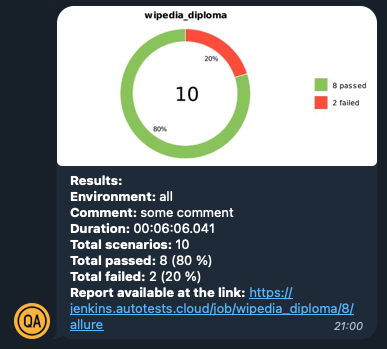 wipedia_diploma
20%
10
80%
8 passed
2 failed
Results:
Environment: all
Comment: some comment
Duration: 00:06:06.041
Total scenarios: 10
Total passed: 8 (80 %)
Total failed: 2 (20 %)
Report available at the link: https://
jenkins.autotests.cloud/job/wipedia_diploma/8/
allure
QA
21:00